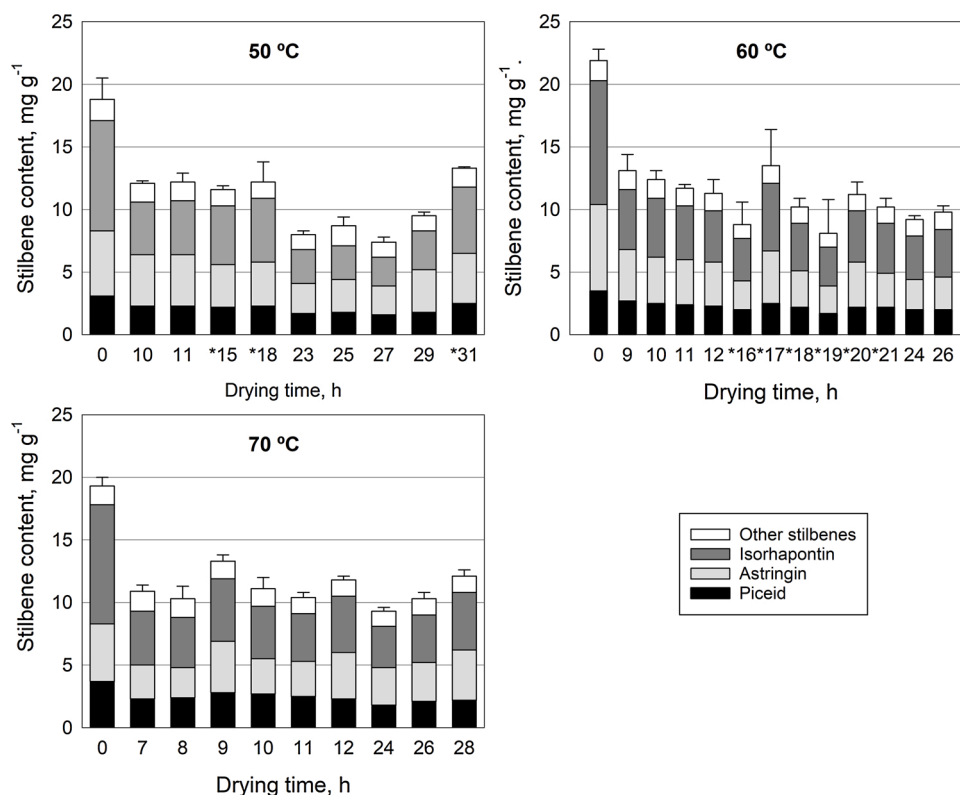 50 ºC
Stilbene content, mg g-1
25
20
15
10
5
0
0 10 11 *15 *18 23 25 27 29 *31
Drying time, h
60 ºC
Stilbene content, mg g-1.
25
20
15
10
5
0
0 9 10 11 12 *16 *17 *18 *19 *20 *21 24 26
Drying time, h
70 ºC
Stilbene content, mg g-1
25
20
15
10
5
0
0 7 8 9 10 11 12 24 26 28
Drying time, h
Other stilbenes
Isorhapontin
Astringin
Piceid